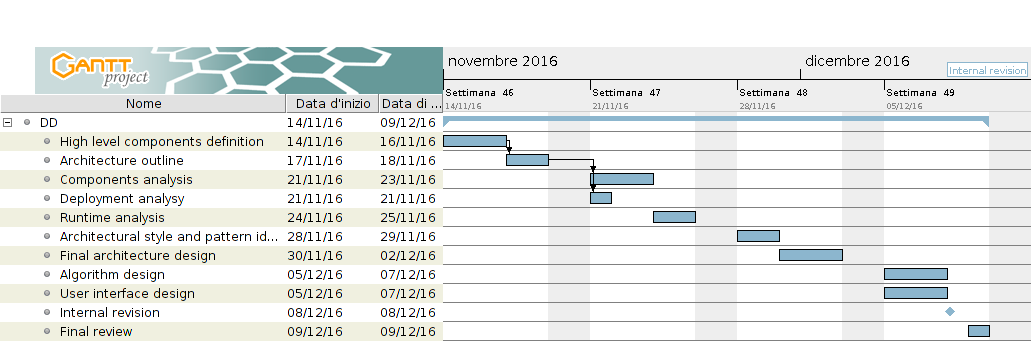 GANTT
project
novembre 2016
dicembre 2016
Internal revision
Settimana 46
Settimana 47
Settimana 48
Settimana 49
14/11/16
21/11/16
28/11/16
05/12/16
Nome Data d'inizio Data di ...
DD 14/11/16 09/12/16
High level components definition 14/11/16 16/11/16
Architecture outline 17/11/16 18/11/16
Components analysis 21/11/16 23/11/16
Deployment analysy 21/11/16 21/11/16
Runtime analysis 24/11/16 25/11/16
Architectural style and pattern id... 28/11/16 29/11/16
Final architecture design 30/11/16 02/12/16
Algorithm design 05/12/16 07/12/16
User interface design 05/12/16 07/12/16
Internal revision 08/12/16 08/12/16
Final review 09/12/16 09/12/16